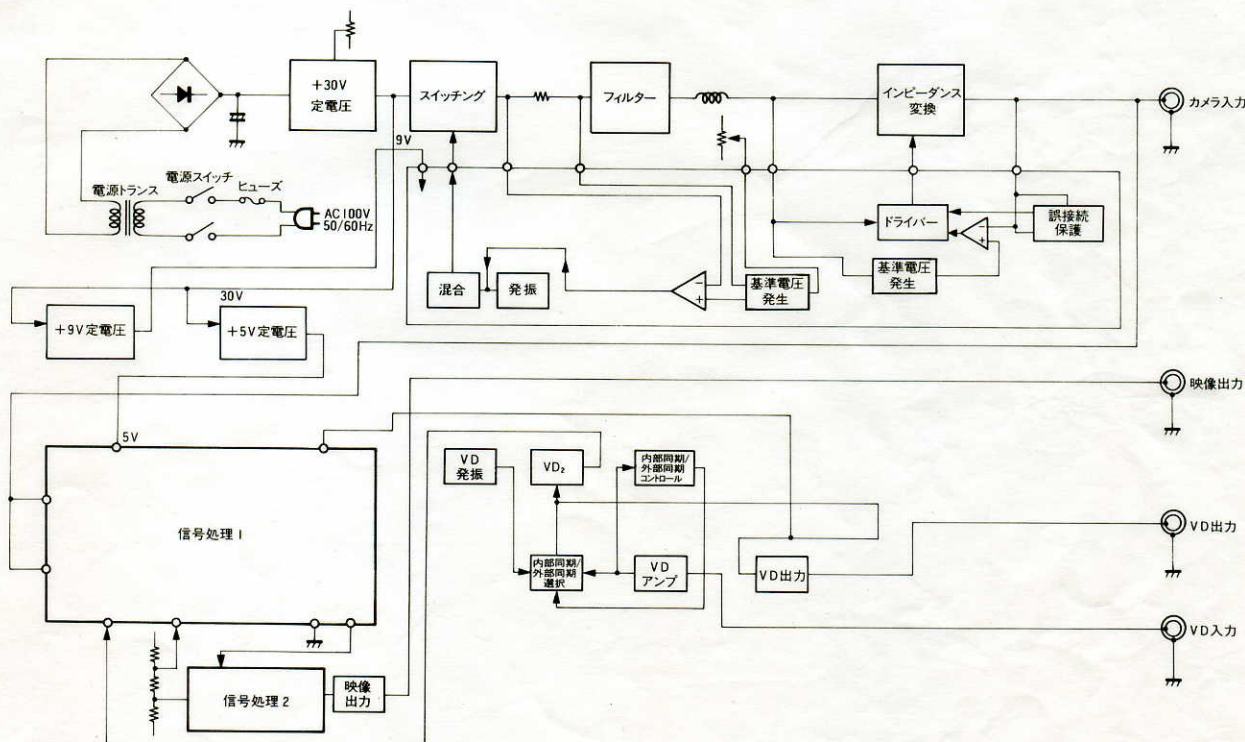 +30V
定電圧
スイッチング
フィルター
インピーダンス
変換
カメラ入力
9V
電源トランス
電源スイッチ
ヒューズ
AC100V
50/60Hz
ドライバー
誤接続
保護
−
+
基準電圧
発生
混合
発振
−
+
基準電圧
発生
30V
+9V定電圧
+5V定電圧
映像出力
5V
信号処理1
VD
発振
VD₂
内部同期/
外部同期
コントロール
VD出力
内部同期/
外部同期
選択
VD
アンプ
VD出力
VD入力
信号処理2
映像
出力